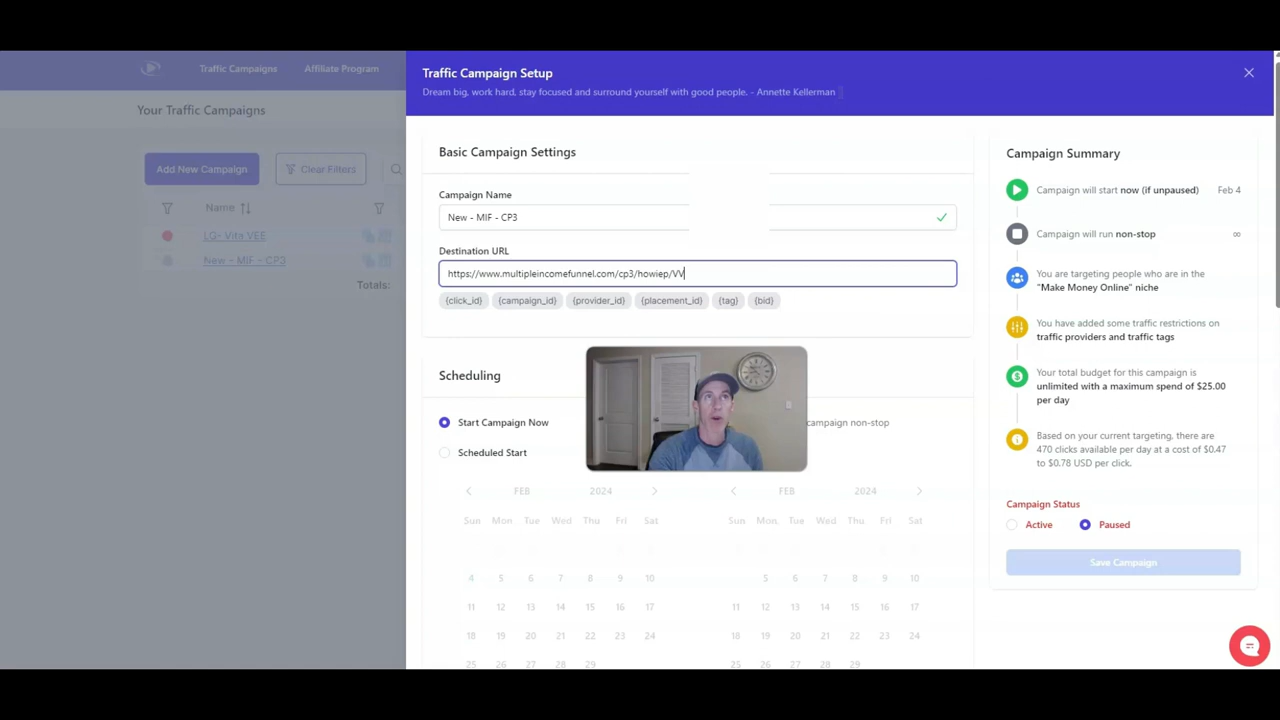 Traffic Campaigns
Affiliate Program
Your Traffic Campaigns
Add New Campaign
Clear Filters
Name
LG- Vita VEE
New - MIF - CP3
Totals:
Traffic Campaign Setup
Dream big, work hard, stay focused and surround yourself with good people. - Annette Kellerman
Basic Campaign Settings
Campaign Name
New - MIF - CP3
Destination URL
https://www.multipleincomefunnel.com/cp3/howiep/VV
{click_id} {campaign_id} {provider_id} {placement_id} {tag} {bid}
Scheduling
Start Campaign Now
campaign non-stop
Scheduled Start
FEB 2024
Sun Mon Tue Wed Thu Fri Sat
4 5 6 7 8 9 10
11 12 13 14 15 16 17
18 19 20 21 22 23 24
25 26 27 28 29
FEB 2024
Sun Mon Tue Wed Thu Fri Sat
5 6 7 8 9 10
11 12 13 14 15 16 17
18 19 20 21 22 23 24
25 26 27 28 29
Campaign Summary
Campaign will start now (if unpaused) Feb 4
Campaign will run non-stop ∞
You are targeting people who are in the
"Make Money Online" niche
You have added some traffic restrictions on
traffic providers and traffic tags
Your total budget for this campaign is
unlimited with a maximum spend of $25.00
per day
Based on your current targeting, there are
470 clicks available per day at a cost of $0.47
to $0.78 USD per click.
Campaign Status
Active Paused
Save Campaign